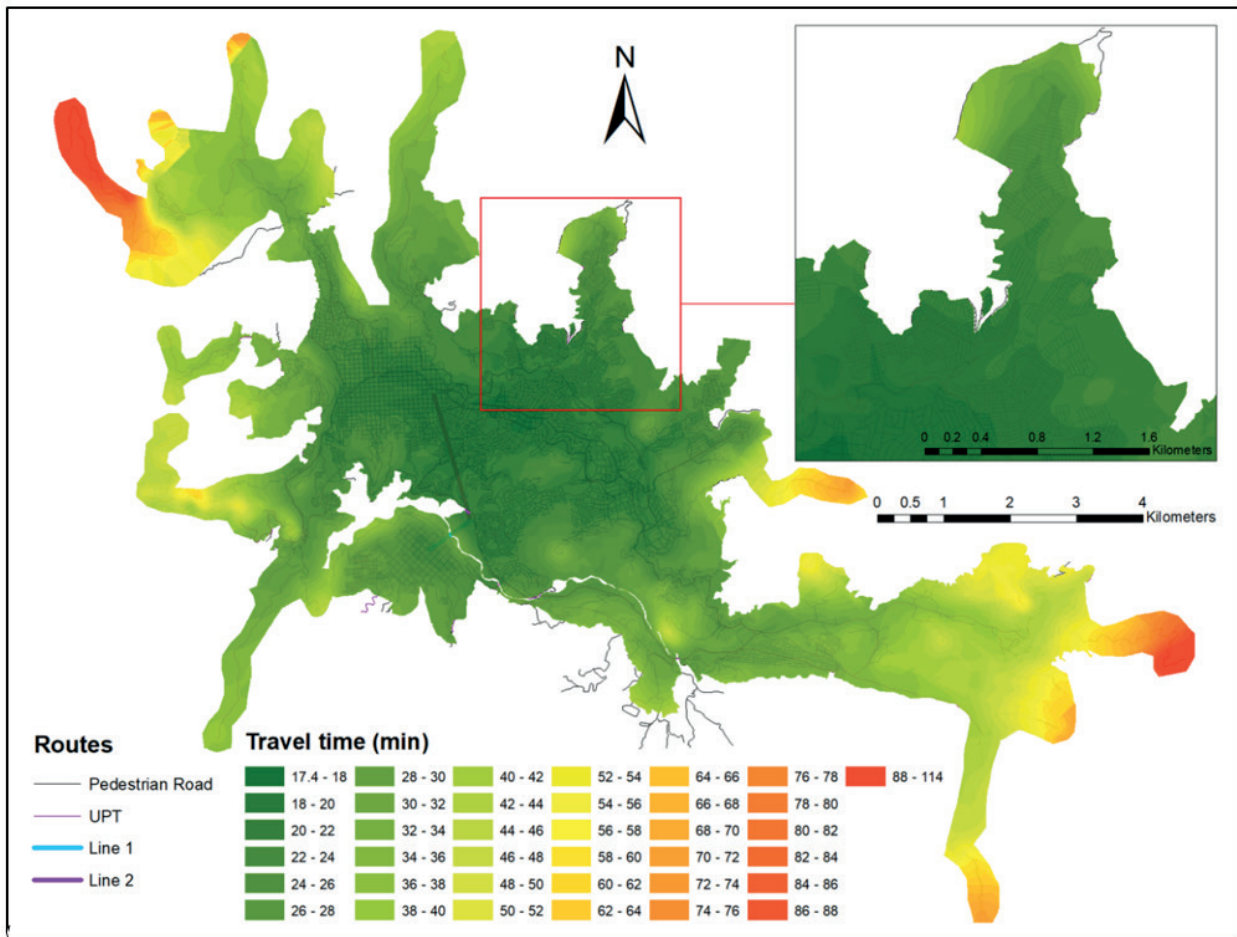 N
0 0.2 0.4 0.8 1.2 1.6
Kilometers
0 0.5 1 2 3 4
Kilometers
Routes
Pedestrian Road
UPT
Line 1
Line 2
Travel time (min)
17.4 - 18
18 - 20
20 - 22
22 - 24
24 - 26
26 - 28
28 - 30
30 - 32
32 - 34
34 - 36
36 - 38
38 - 40
40 - 42
42 - 44
44 - 46
46 - 48
48 - 50
50 - 52
52 - 54
54 - 56
56 - 58
58 - 60
60 - 62
62 - 64
64 - 66
66 - 68
68 - 70
70 - 72
72 - 74
74 - 76
76 - 78
78 - 80
80 - 82
82 - 84
84 - 86
86 - 88
88 - 114